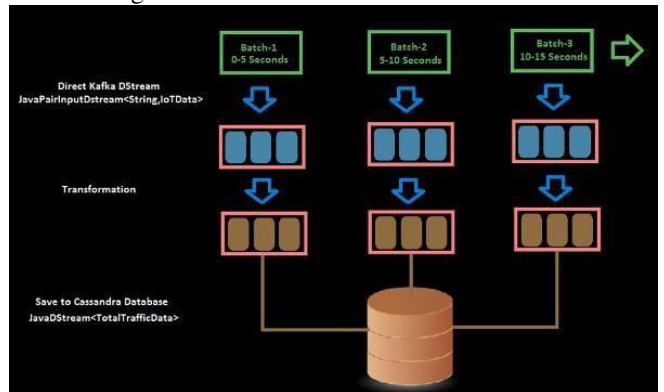 Batch-1
0-5 Seconds
Batch-2
5-10 Seconds
Batch-3
10-15 Seconds
Direct Kafka DStream
JavaPairInputDstream<String,IoTData>
Transformation
Save to Cassandra Database
JavaDStream<TotalTrafficData>